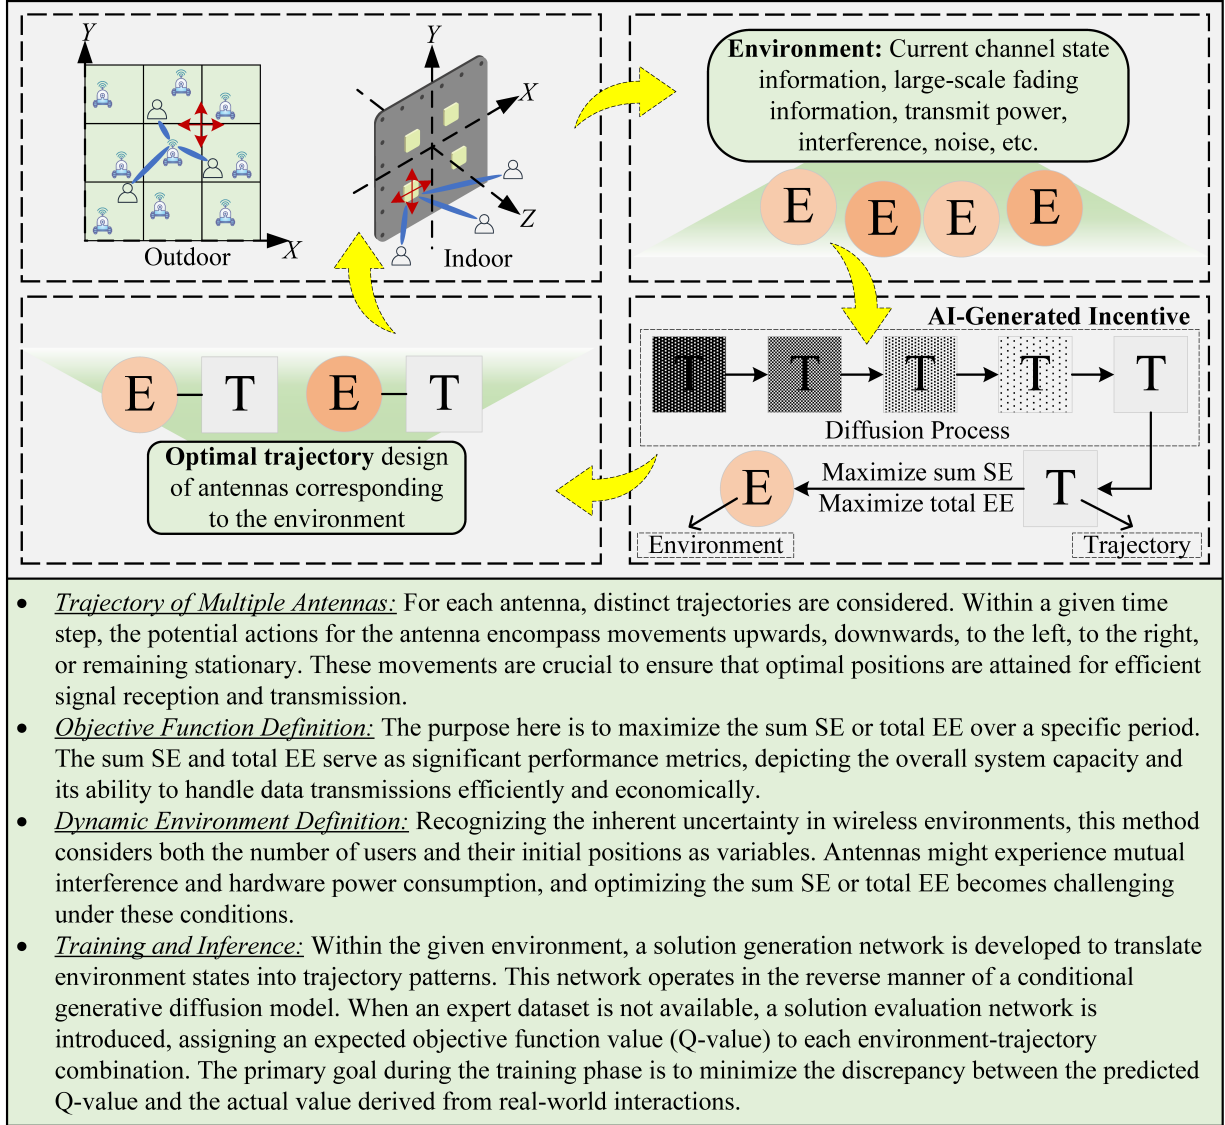 Y
X
Outdoor
Y
X
Z
Indoor
Environment: Current channel state
information, large-scale fading
information, transmit power,
interference, noise, etc.
E E E E
AI-Generated Incentive
T T T T T
Diffusion Process
E
Maximize sum SE
Maximize total EE
T
Environment
Trajectory
E T E T
Optimal trajectory design
of antennas corresponding
to the environment
• Trajectory of Multiple Antennas: For each antenna, distinct trajectories are considered. Within a given time
step, the potential actions for the antenna encompass movements upwards, downwards, to the left, to the right,
or remaining stationary. These movements are crucial to ensure that optimal positions are attained for efficient
signal reception and transmission.
• Objective Function Definition: The purpose here is to maximize the sum SE or total EE over a specific period.
The sum SE and total EE serve as significant performance metrics, depicting the overall system capacity and
its ability to handle data transmissions efficiently and economically.
• Dynamic Environment Definition: Recognizing the inherent uncertainty in wireless environments, this method
considers both the number of users and their initial positions as variables. Antennas might experience mutual
interference and hardware power consumption, and optimizing the sum SE or total EE becomes challenging
under these conditions.
• Training and Inference: Within the given environment, a solution generation network is developed to translate
environment states into trajectory patterns. This network operates in the reverse manner of a conditional
generative diffusion model. When an expert dataset is not available, a solution evaluation network is
introduced, assigning an expected objective function value (Q-value) to each environment-trajectory
combination. The primary goal during the training phase is to minimize the discrepancy between the predicted
Q-value and the actual value derived from real-world interactions.